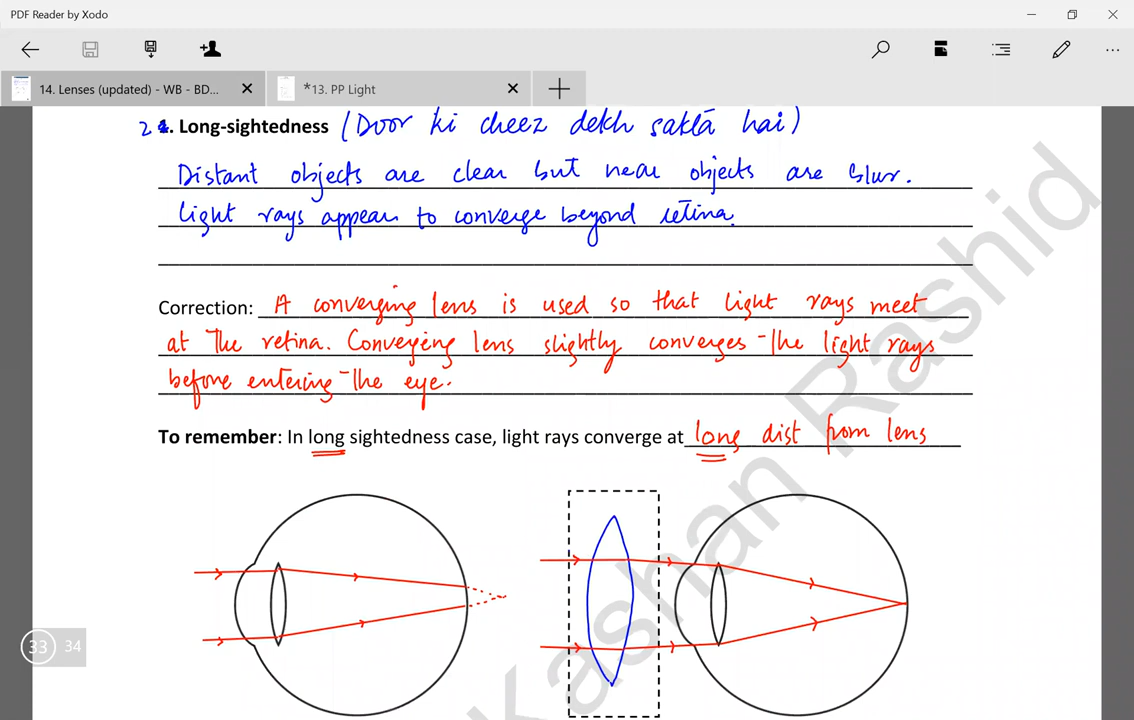 PDF Reader by Xodo
14. Lenses (updated) - WB - BD...
*13. PP Light
2. Long-sightedness (Door ki cheez dekh saktā hai)
Distant objects are clear but near objects are blur.
light rays appear to converge beyond retina.
Correction: A converging lens is used so that light rays meet
at the retina. Converging lens slightly converges the light rays
before entering the eye.
To remember: In long sightedness case, light rays converge at long dist from lens
33 34
Kashan Rashid